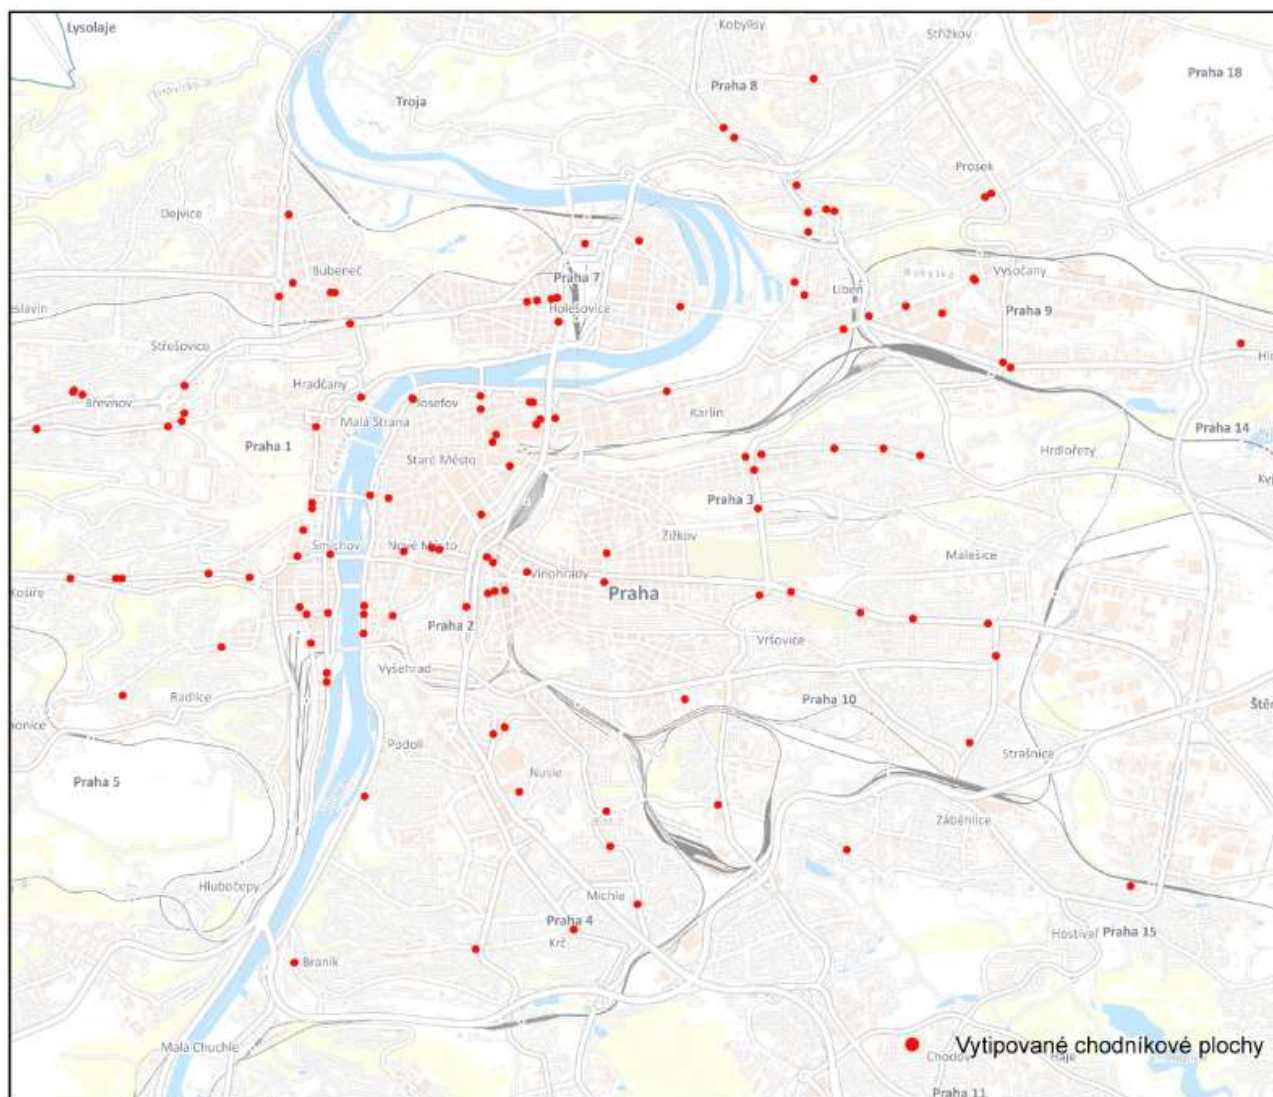 Lysolaje
Kobylisy
Střížkov
Praha 18
Praha 8
Troja
Prosek
Dejvice
Bubeneč
Praha 7
Vysočany
Libeň
eslavín
Holešovice
Praha 9
Střešovice
Hradčany
Břevnov
Josefov
Karlín
Malá Strana
Praha 14
Praha 1
Staré Město
Hrdlořezy
Praha 3
Žižkov
Smíchov
Nové Město
Malešice
Vinohrady
Košíře
Praha
Praha 2
Vršovice
Vyšehrad
Radlice
Praha 10
onice
Štěr
Podolí
Strašnice
Praha 5
Nusle
Záběhlice
Hlubočepy
Michle
Praha 4
Krč
Hostivař Praha 15
Braník
Malá Chuchle
Vytipované chodníkové plochy
Chodov
Háje
Praha 11